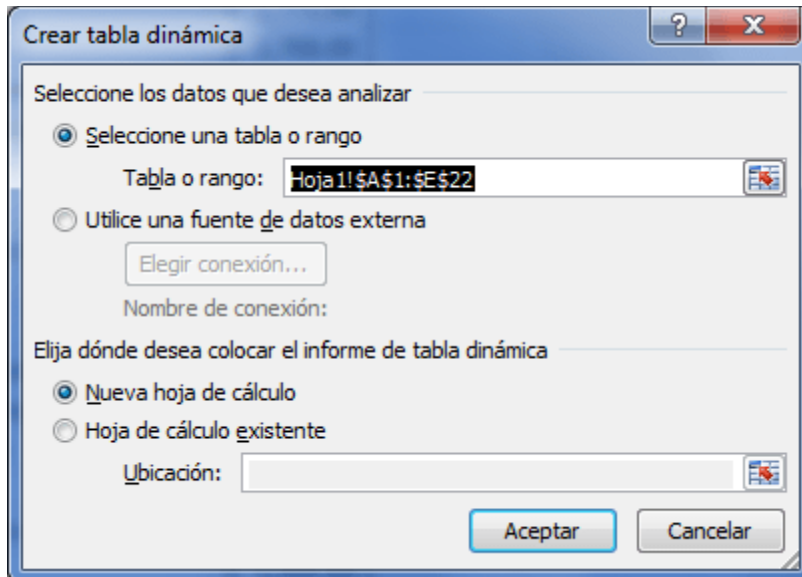 Crear tabla dinámica
Seleccione los datos que desea analizar
Seleccione una tabla o rango
Tabla o rango: Hoja1!$A$1:$E$22
Utilice una fuente de datos externa
Elegir conexión...
Nombre de conexión:
Elija dónde desea colocar el informe de tabla dinámica
Nueva hoja de cálculo
Hoja de cálculo existente
Ubicación:
Aceptar Cancelar